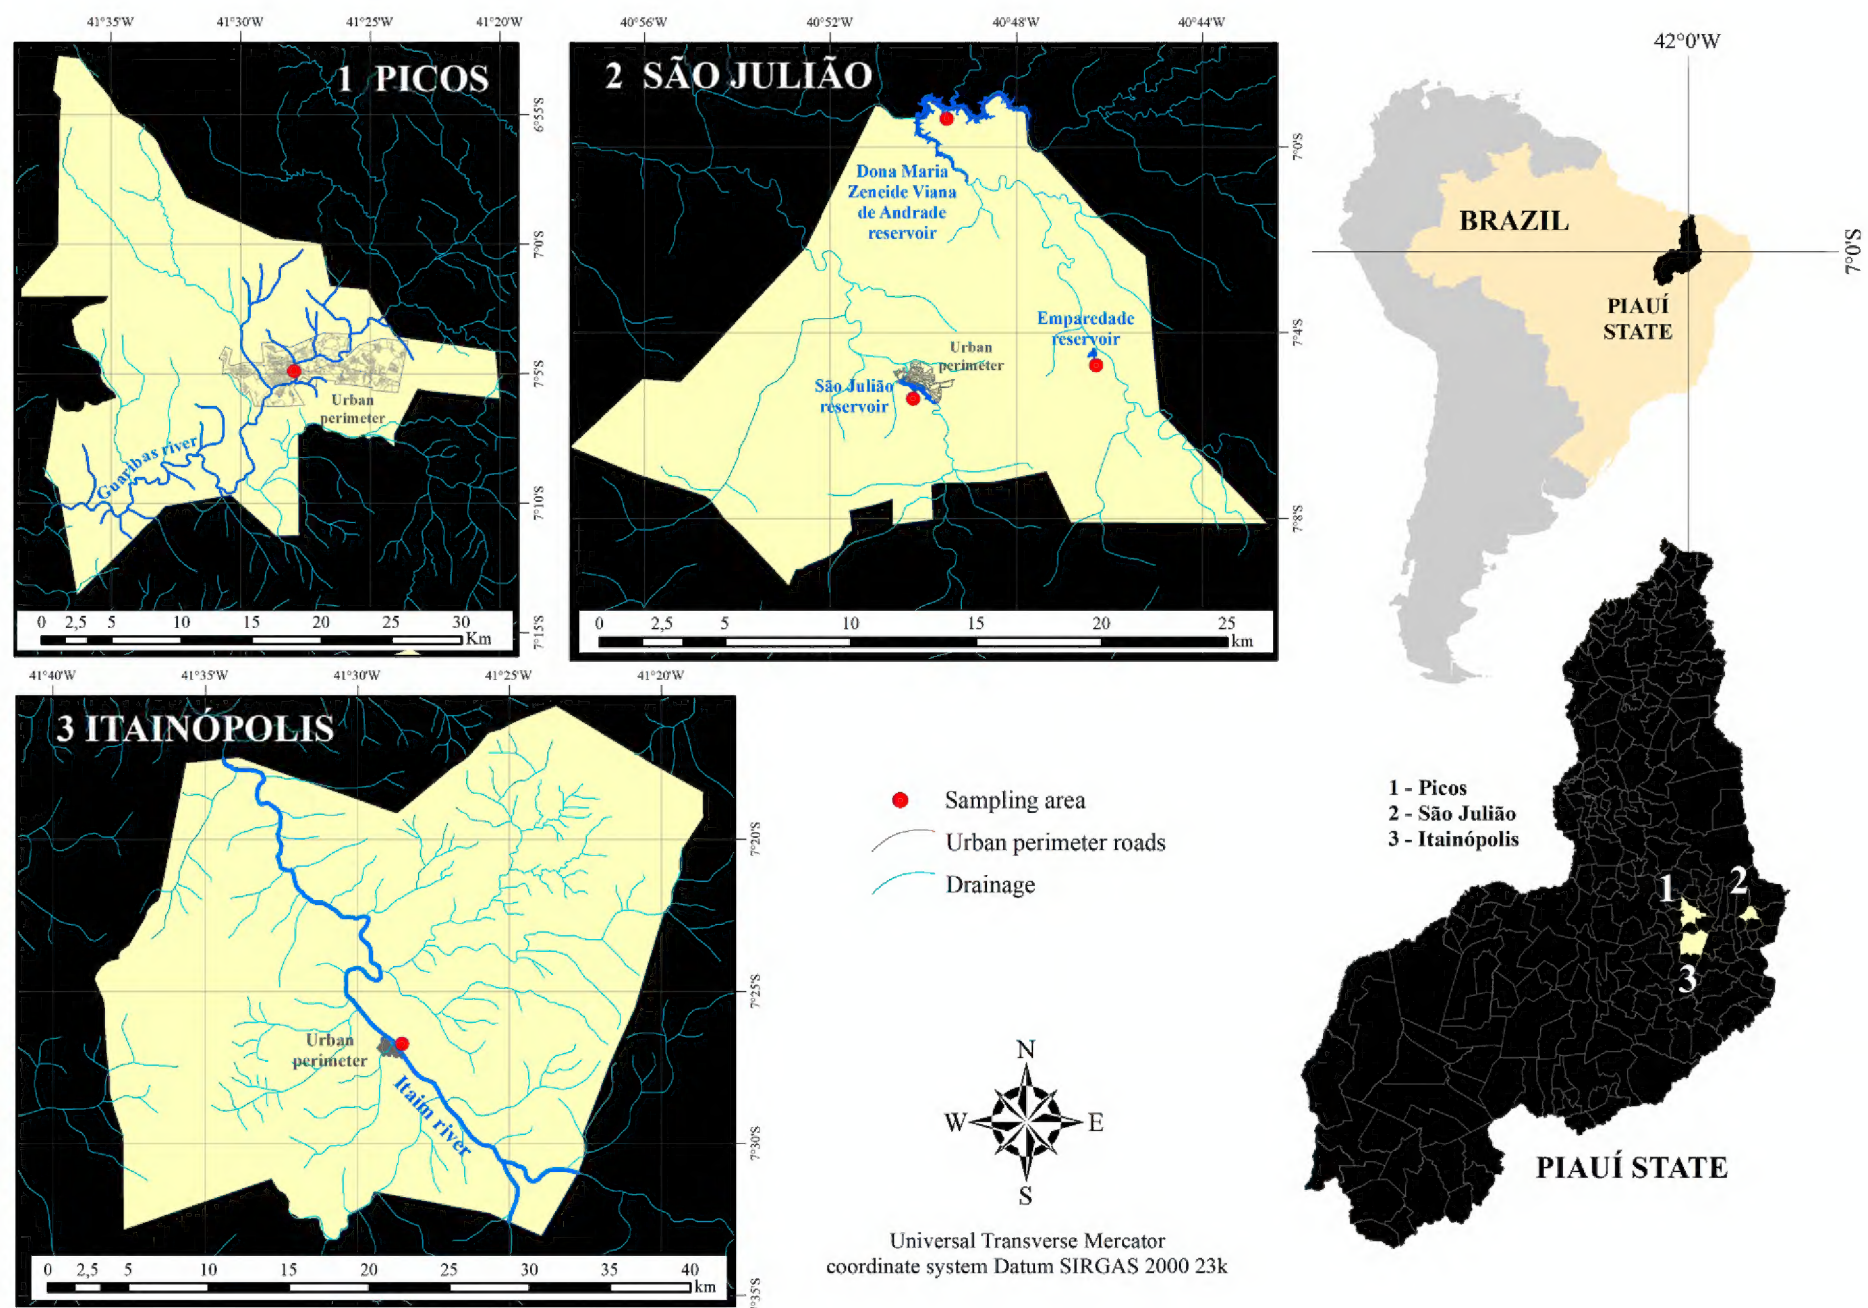 41°35'W 41°30'W 41°25'W 41°20'W
1 PICOS
6°55'S
7°0'S
7°5'S
7°10'S
7°15'S
Urban
perimeter
Guaribas river
0 2,5 5 10 15 20 25 30
Km
40°56'W 40°52'W 40°48'W 40°44'W
2 SÃO JULIÃO
7°0'S
7°4'S
7°8'S
Dona Maria
Zeneide Viana
de Andrade
reservoir
Emparedade
reservoir
Urban
perimeter
São Julião
reservoir
0 2,5 5 10 15 20 25
km
42°0'W
7°0'S
BRAZIL
PIAUÍ
STATE
41°40'W 41°35'W 41°30'W 41°25'W 41°20'W
3 ITAINÓPOLIS
7°20'S
7°25'S
7°30'S
7°35'S
Urban
perimeter
Itaim river
0 2,5 5 10 15 20 25 30 35 40
km
Sampling area
Urban perimeter roads
Drainage
N
W E
S
Universal Transverse Mercator
coordinate system Datum SIRGAS 2000 23k
1 - Picos
2 - São Julião
3 - Itainópolis
1
2
3
PIAUÍ STATE